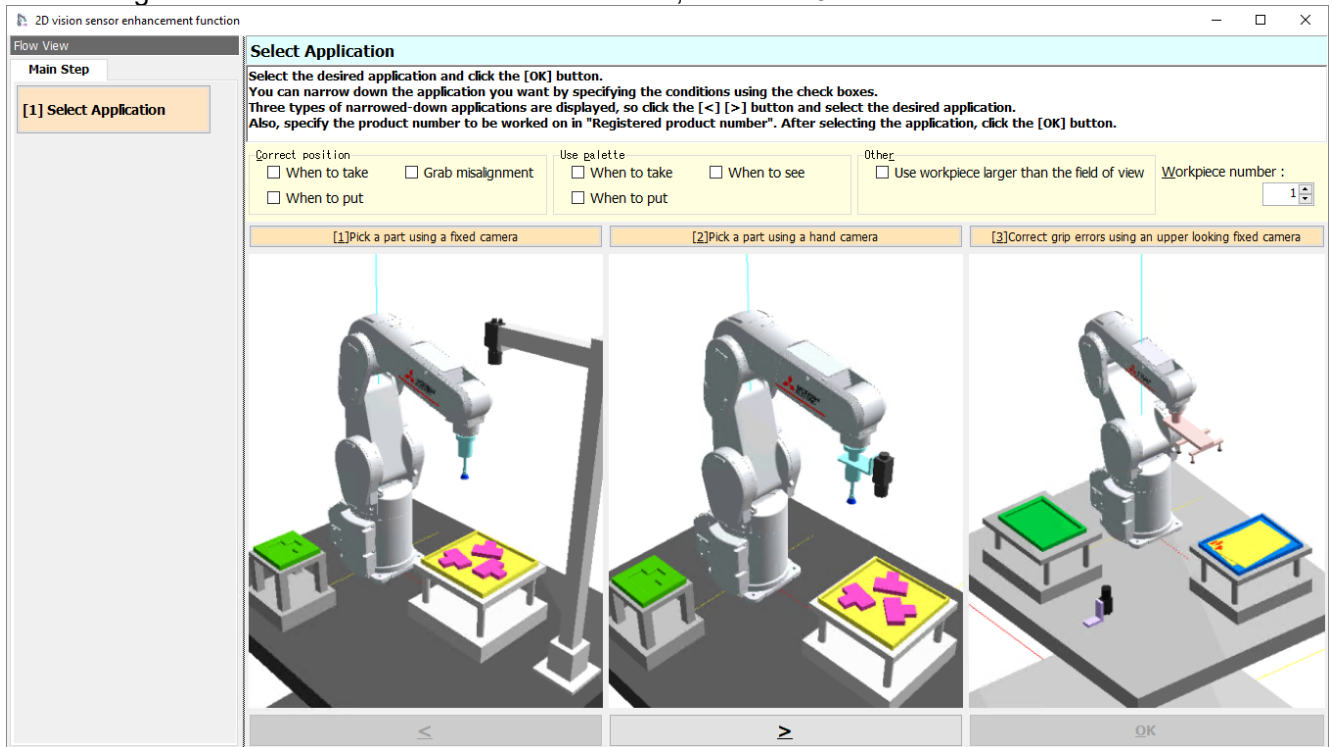 2D vision sensor enhancement function
Flow View
Main Step
[1] Select Application
Select Application
Select the desired application and click the [OK] button.
You can narrow down the application you want by specifying the conditions using the check boxes.
Three types of narrowed-down applications are displayed, so click the [<] [>] button and select the desired application.
Also, specify the product number to be worked on in "Registered product number". After selecting the application, click the [OK] button.
Correct position
When to take
Grab misalignment
When to put
Use palette
When to take
When to see
When to put
Other
Use workpiece larger than the field of view
Workpiece number :
1
[1]Pick a part using a fixed camera
[2]Pick a part using a hand camera
[3]Correct grip errors using an upper looking fixed camera
<
>
OK